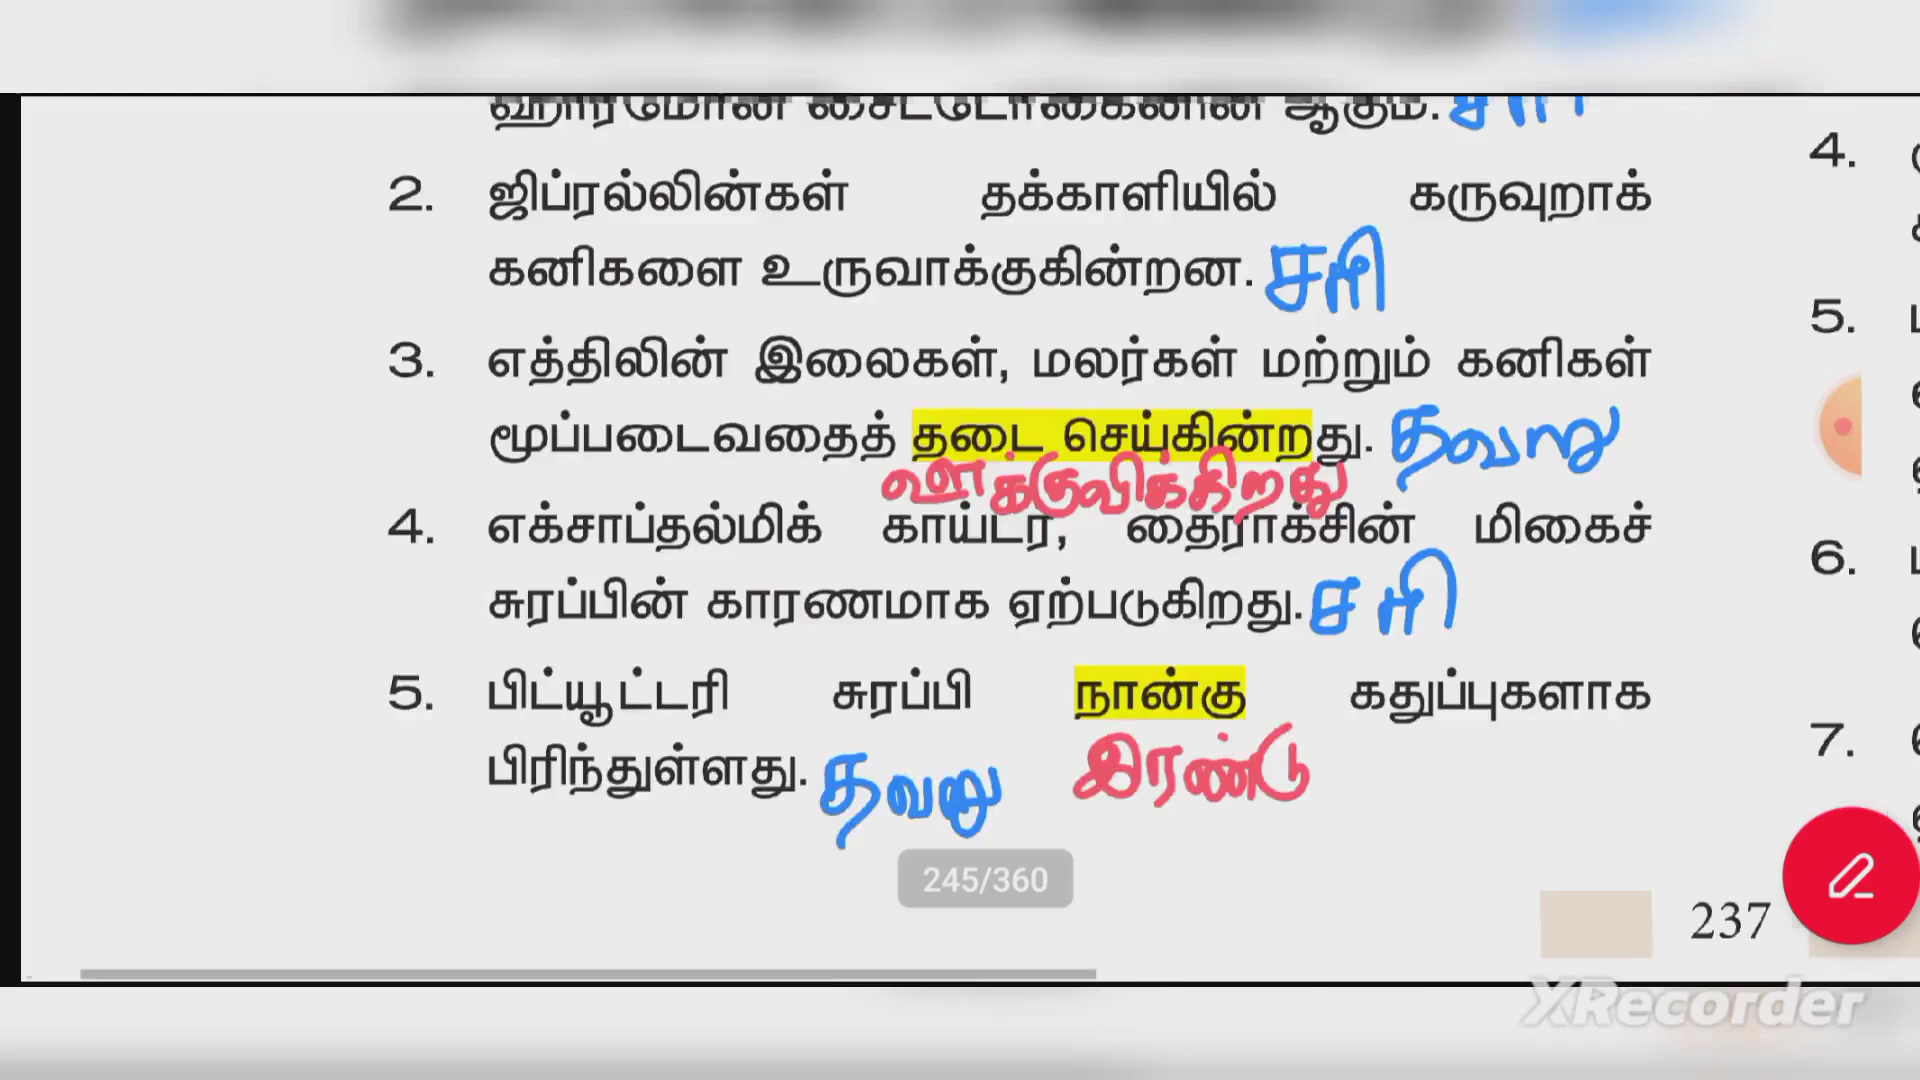 ஹார்மோன் சைட்டோகைனின் ஆகும். சரி
2. ஜிப்ரல்லின்கள் தக்காளியில் கருவுறாக்
கனிகளை உருவாக்குகின்றன. சரி
3. எத்திலின் இலைகள், மலர்கள் மற்றும் கனிகள்
மூப்படைவதைத் தடை செய்கின்றது. தவறு
ஊக்குவிக்கிறது
4. எக்சாப்தல்மிக் காய்டர், தைராக்சின் மிகைச்
சுரப்பின் காரணமாக ஏற்படுகிறது. சரி
5. பிட்யூட்டரி சுரப்பி நான்கு கதுப்புகளாக
பிரிந்துள்ளது. தவறு இரண்டு
245/360
237
4.
5.
6.
7.
XRecorder